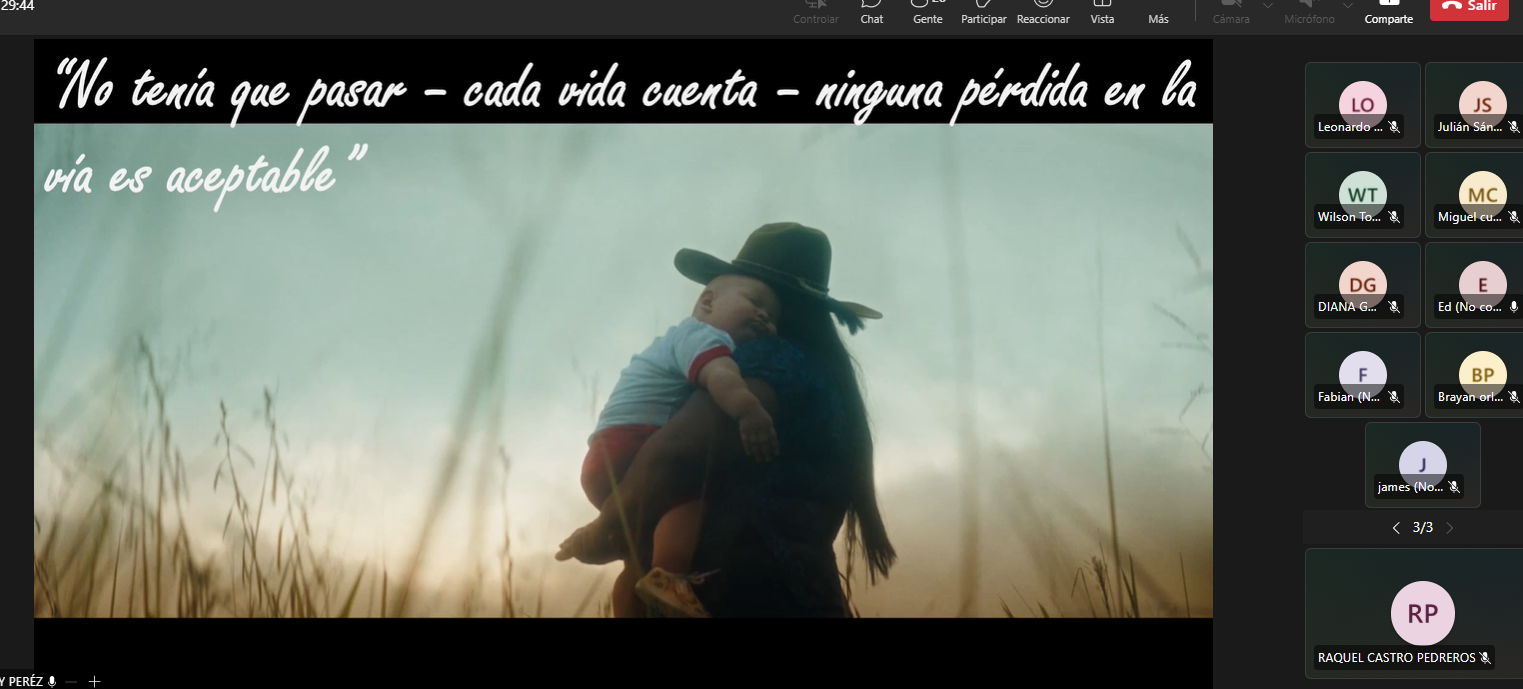 29:44
Controlar
Chat
Gente
Participar
Reaccionar
Vista
Más
Cámara
Micrófono
Comparte
Salir
“No tenía que pasar – cada vida cuenta – ninguna pérdida en la
vía es aceptable”
LO
Leonardo ...
JS
Julián Sán...
WT
Wilson To...
MC
Miguel cu...
DG
DIANA G...
E
Ed (No co...
F
Fabian (N...
BP
Brayan orl...
J
james (No...
3/3
RP
RAQUEL CASTRO PEDREROS
Y PERÉZ